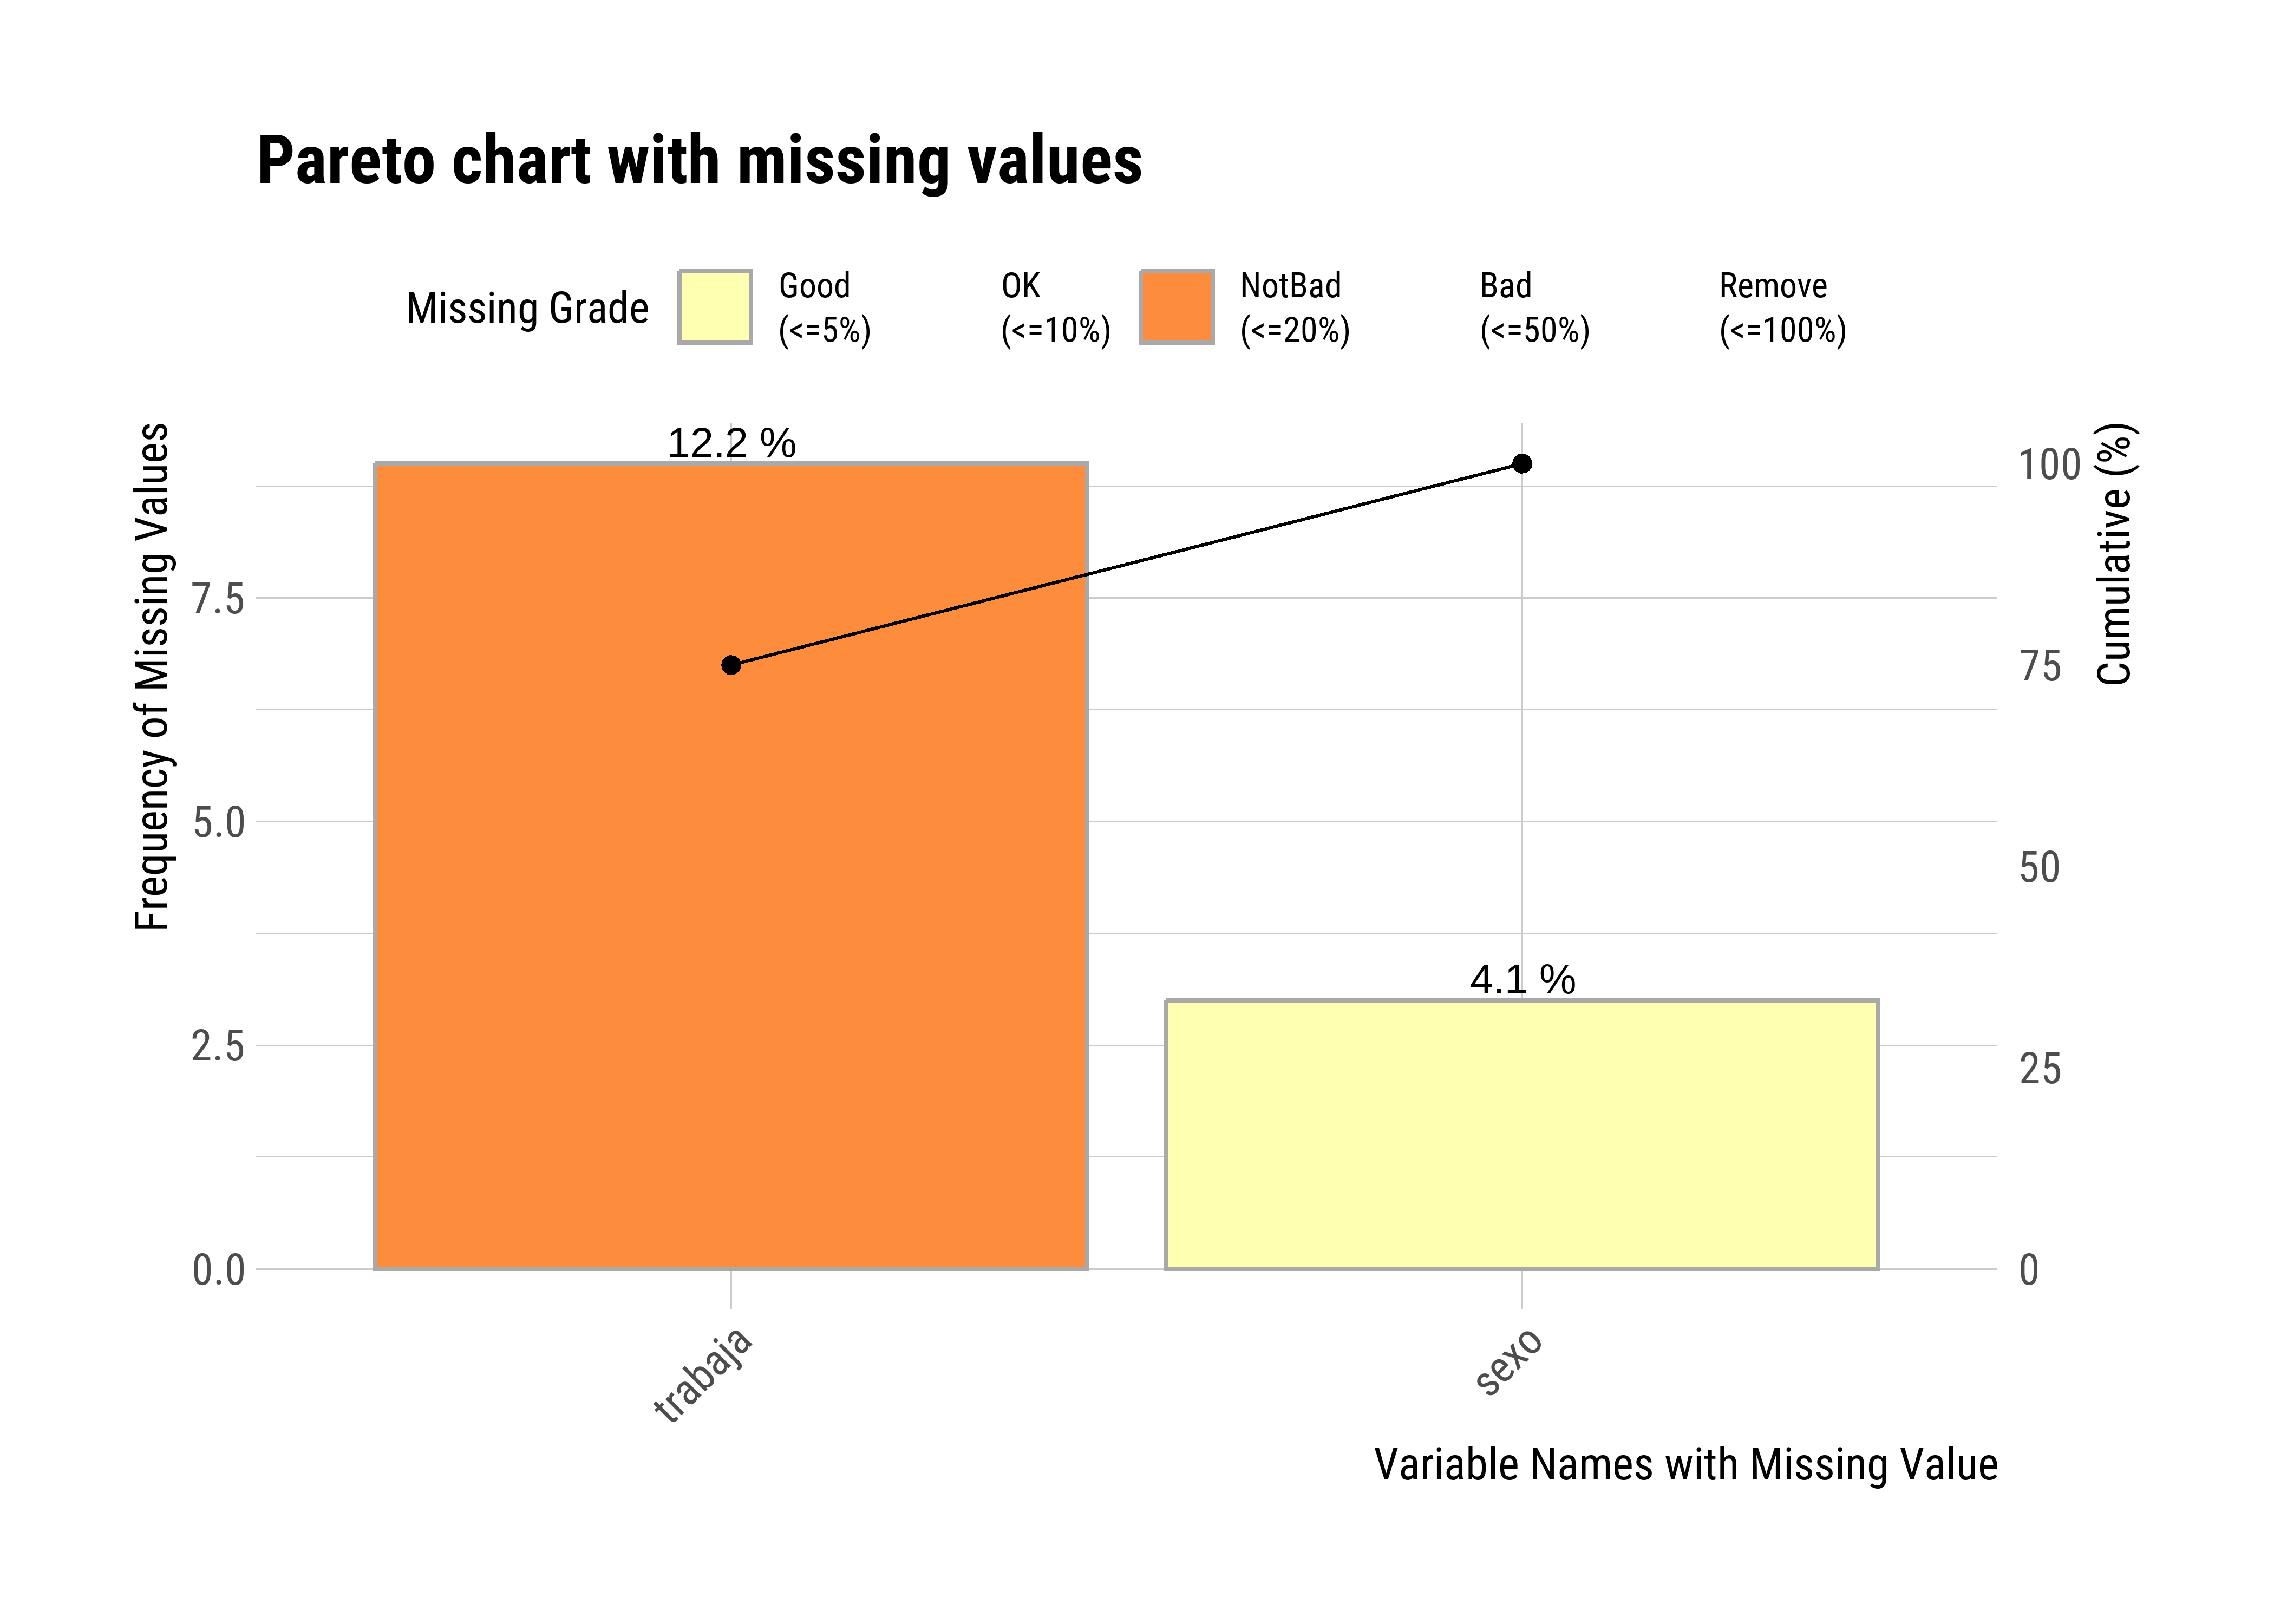 Pareto chart with missing values
Missing Grade
Good
(<=5%)
OK
(<=10%)
NotBad
(<=20%)
Bad
(<=50%)
Remove
(<=100%)
Frequency of Missing Values
7.5
5.0
2.5
0.0
12.2 %
4.1 %
100
75
50
25
0
Cumulative (%)
trabaja
sexo
Variable Names with Missing Value